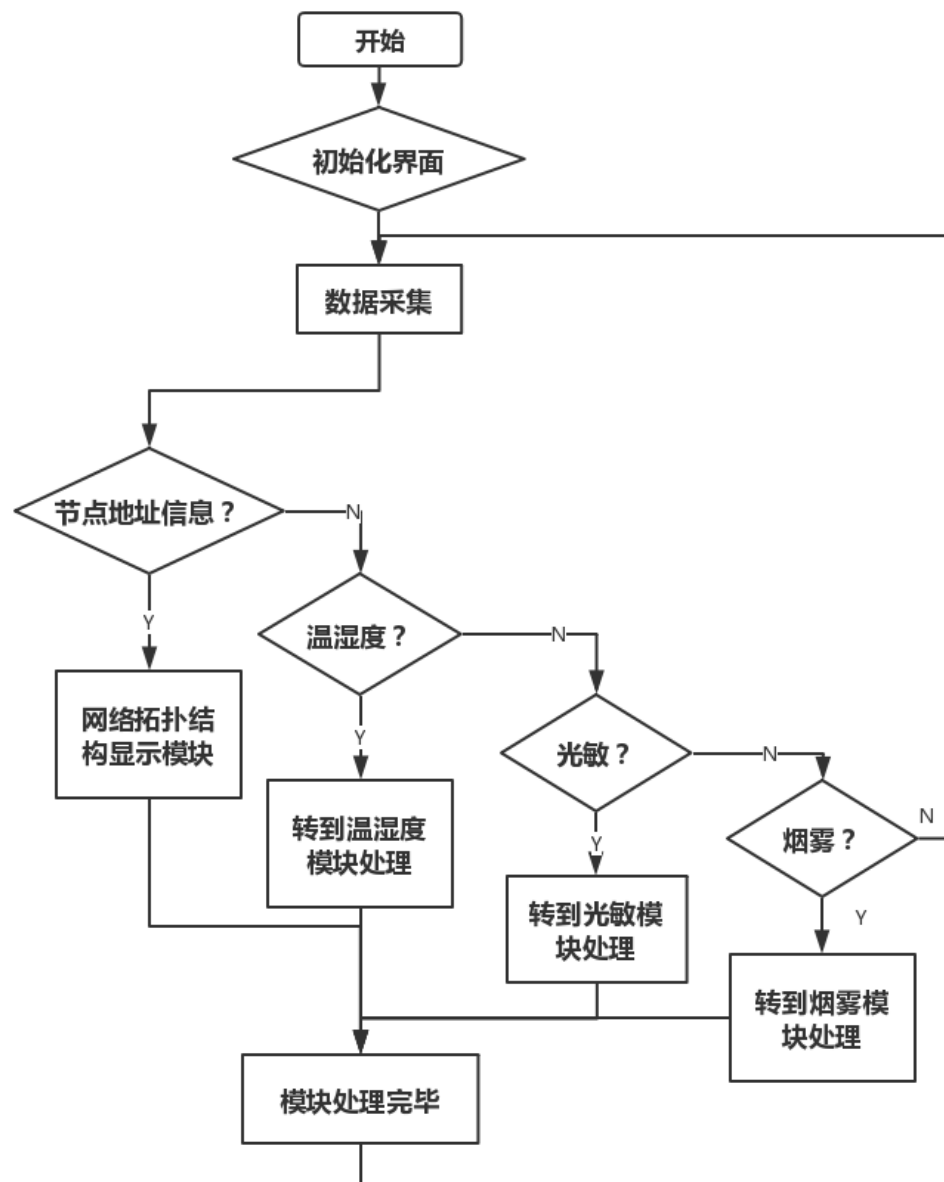 开始
初始化界面
数据采集
节点地址信息？
N
Y
温湿度？
N
网络拓扑结
构显示模块
Y
光敏？
N
转到温湿度
模块处理
Y
烟雾？
N
转到光敏模
块处理
Y
转到烟雾模
块处理
模块处理完毕